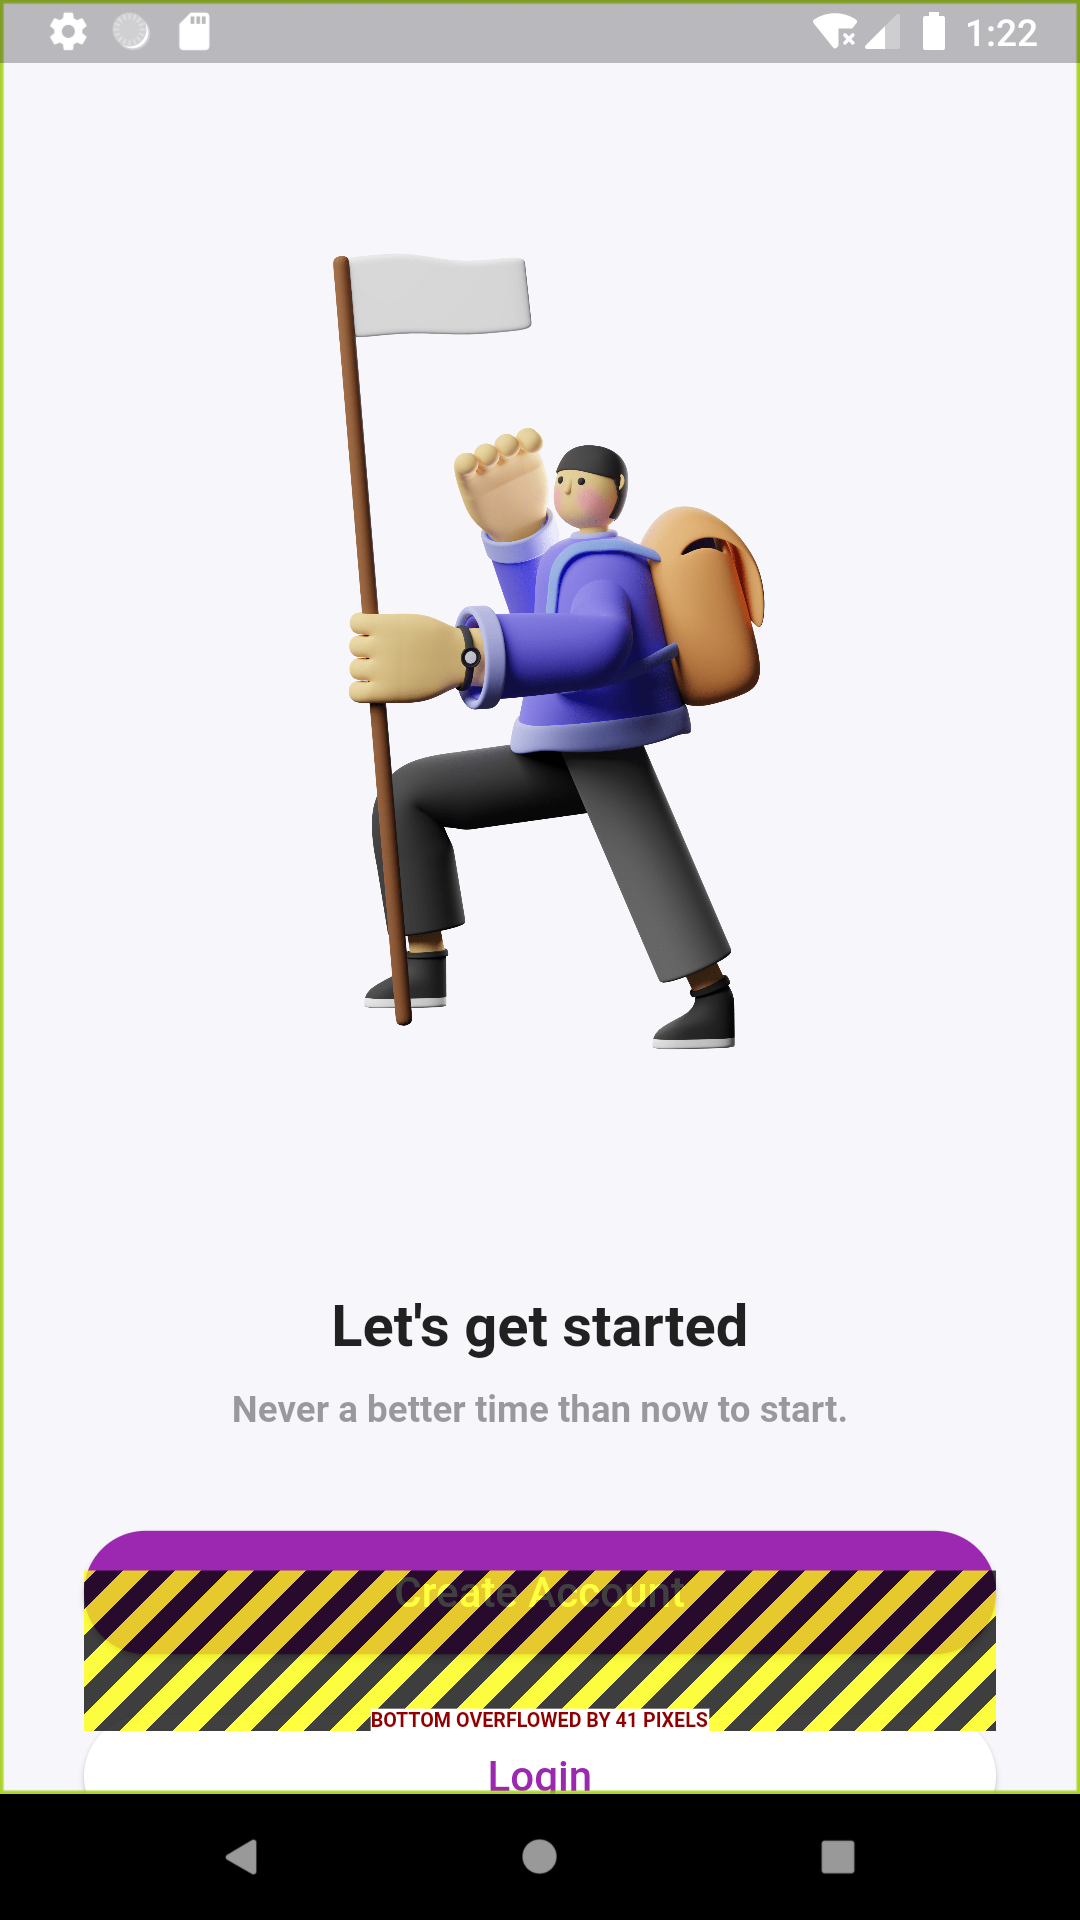 1:22
Let's get started
Never a better time than now to start.
Create Account
BOTTOM OVERFLOWED BY 41 PIXELS
Login